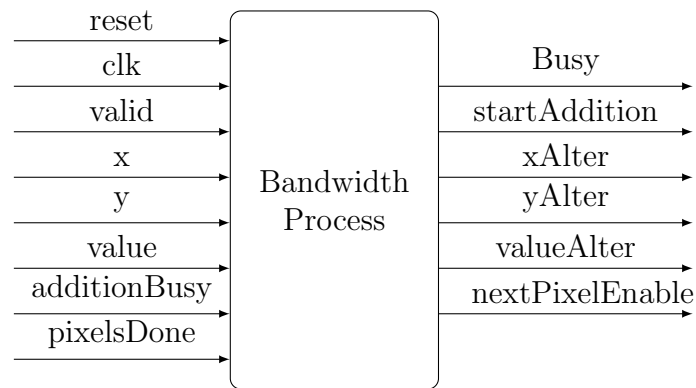 reset
clk
valid
x
y
value
additionBusy
pixelsDone
Bandwidth
Process
Busy
startAddition
xAlter
yAlter
valueAlter
nextPixelEnable